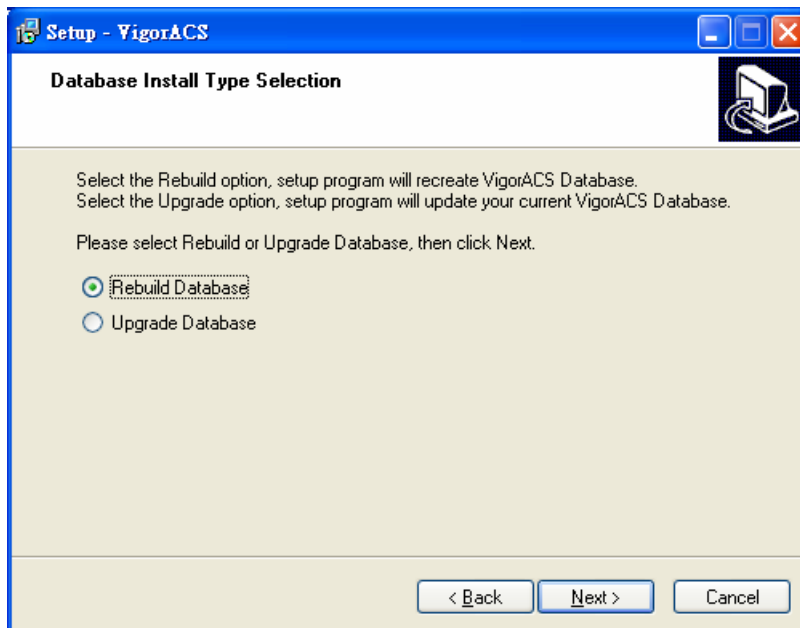 Setup - VigorACS
Database Install Type Selection
Select the Rebuild option, setup program will recreate VigorACS Database.
Select the Upgrade option, setup program will update your current VigorACS Database.
Please select Rebuild or Upgrade Database, then click Next.
Rebuild Database
Upgrade Database
< Back
Next >
Cancel